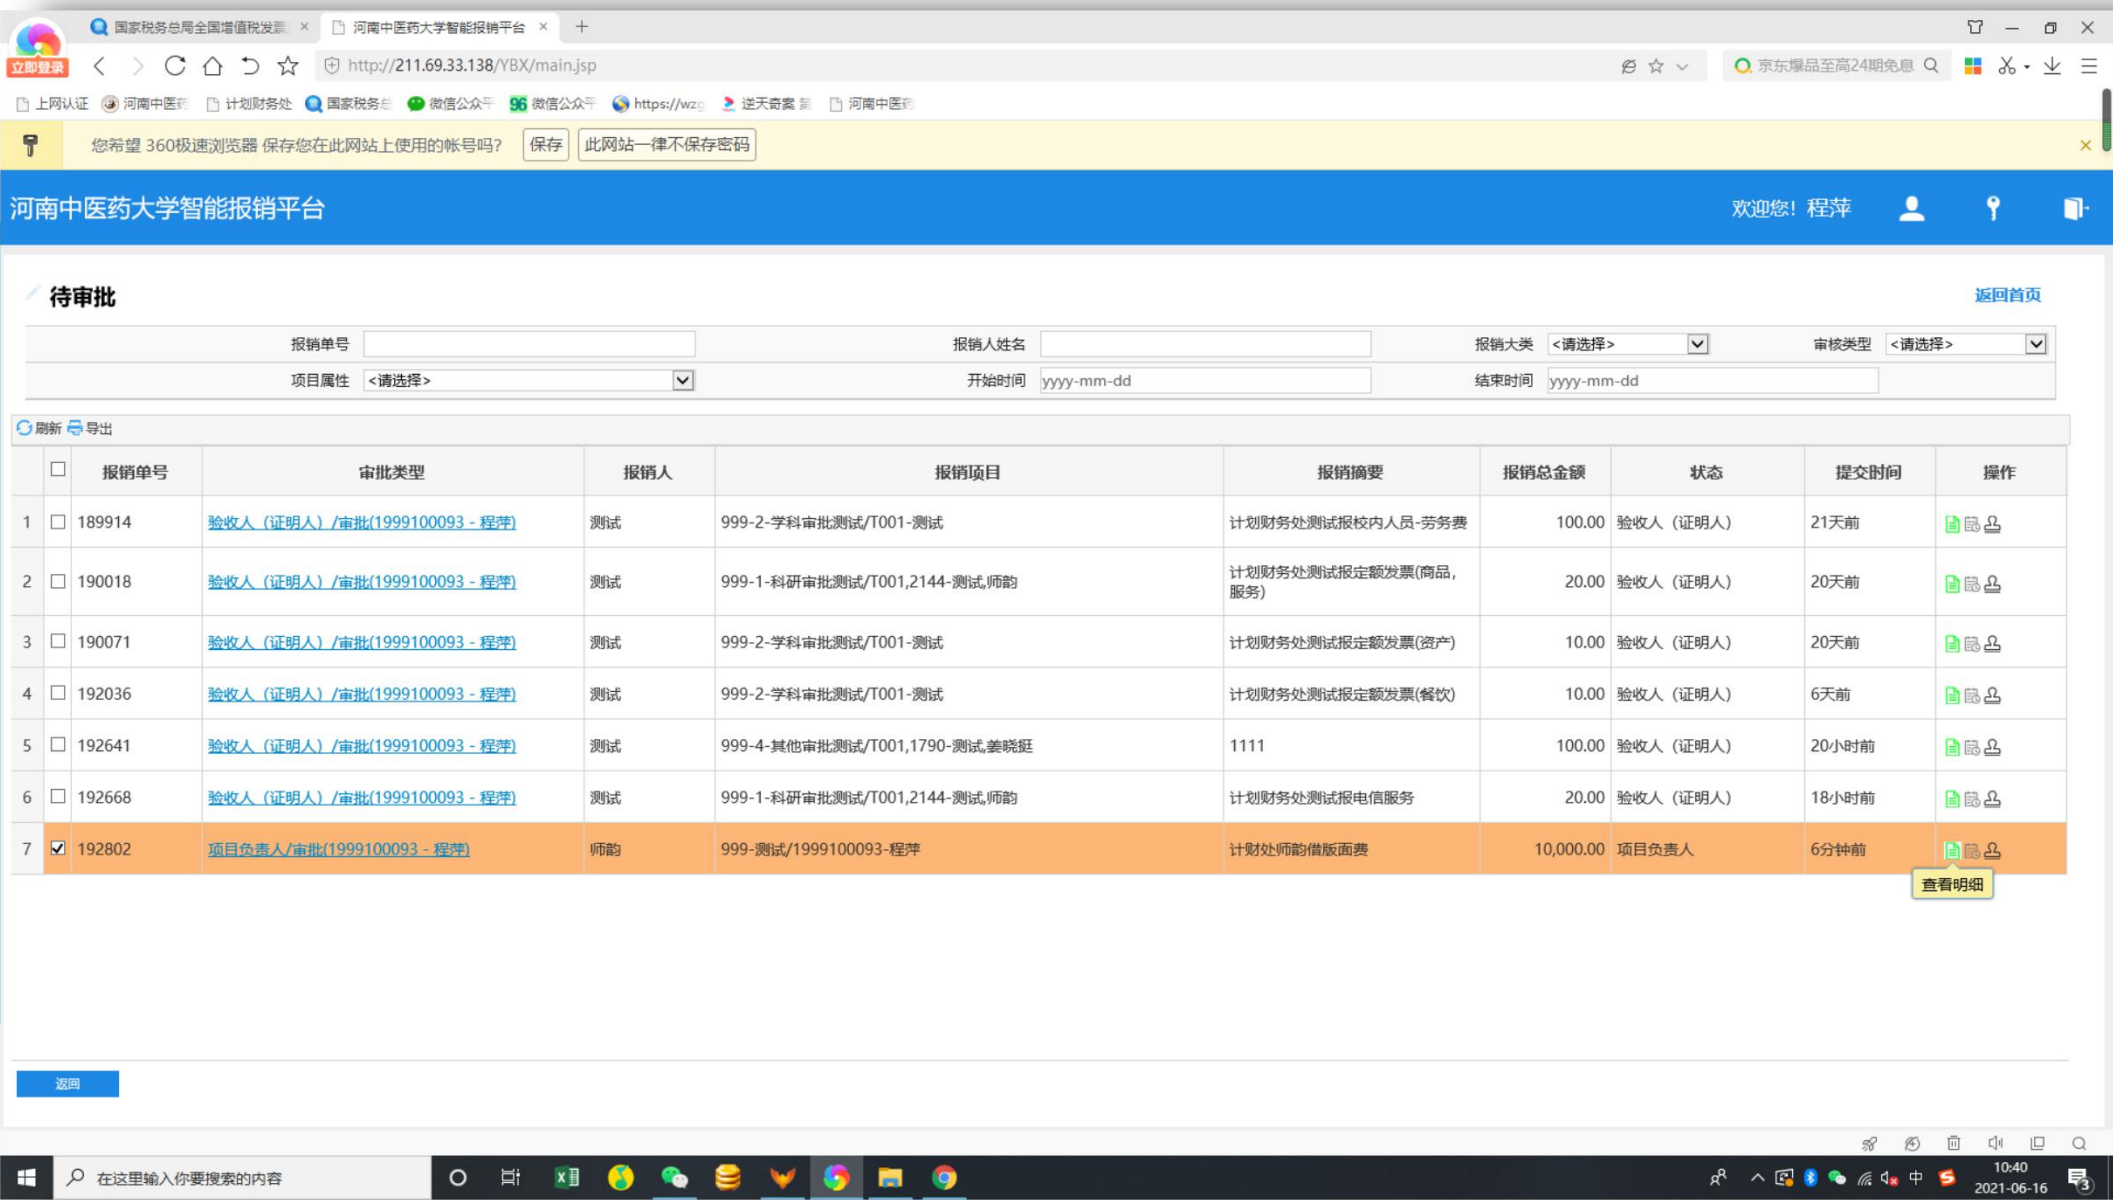 国家税务总局全国增值税发票 河南中医药大学智能报销平台
立即登录 http://211.69.33.138/YBX/main.jsp 京东爆品至高24期免息
上网认证 河南中医药 计划财务处 国家税务总 微信公众平 96 微信公众平 https://wzg 逆天奇案 第 河南中医药
您希望 360极速浏览器 保存您在此网站上使用的帐号吗? 保存 此网站一律不保存密码
河南中医药大学智能报销平台 欢迎您! 程萍
待审批 返回首页
报销单号 报销人姓名 报销大类 <请选择> 审核类型 <请选择>
项目属性 <请选择> 开始时间 yyyy-mm-dd 结束时间 yyyy-mm-dd
刷新 导出
报销单号 审批类型 报销人 报销项目 报销摘要 报销总金额 状态 提交时间 操作
1 189914 验收人（证明人）/审批(1999100093 - 程萍) 测试 999-2-学科审批测试/T001-测试 计划财务处测试报校内人员-劳务费 100.00 验收人（证明人） 21天前
2 190018 验收人（证明人）/审批(1999100093 - 程萍) 测试 999-1-科研审批测试/T001,2144-测试,师韵 计划财务处测试报定额发票(商品,服务) 20.00 验收人（证明人） 20天前
3 190071 验收人（证明人）/审批(1999100093 - 程萍) 测试 999-2-学科审批测试/T001-测试 计划财务处测试报定额发票(资产) 10.00 验收人（证明人） 20天前
4 192036 验收人（证明人）/审批(1999100093 - 程萍) 测试 999-2-学科审批测试/T001-测试 计划财务处测试报定额发票(餐饮) 10.00 验收人（证明人） 6天前
5 192641 验收人（证明人）/审批(1999100093 - 程萍) 测试 999-4-其他审批测试/T001,1790-测试,姜晓挺 1111 100.00 验收人（证明人） 20小时前
6 192668 验收人（证明人）/审批(1999100093 - 程萍) 测试 999-1-科研审批测试/T001,2144-测试,师韵 计划财务处测试报电信服务 20.00 验收人（证明人） 18小时前
7 192802 项目负责人/审批(1999100093 - 程萍) 师韵 999-测试/1999100093-程萍 计财处师韵借版面费 10,000.00 项目负责人 6分钟前
查看明细
返回
在这里输入你要搜索的内容 中 10:40
2021-06-16 3